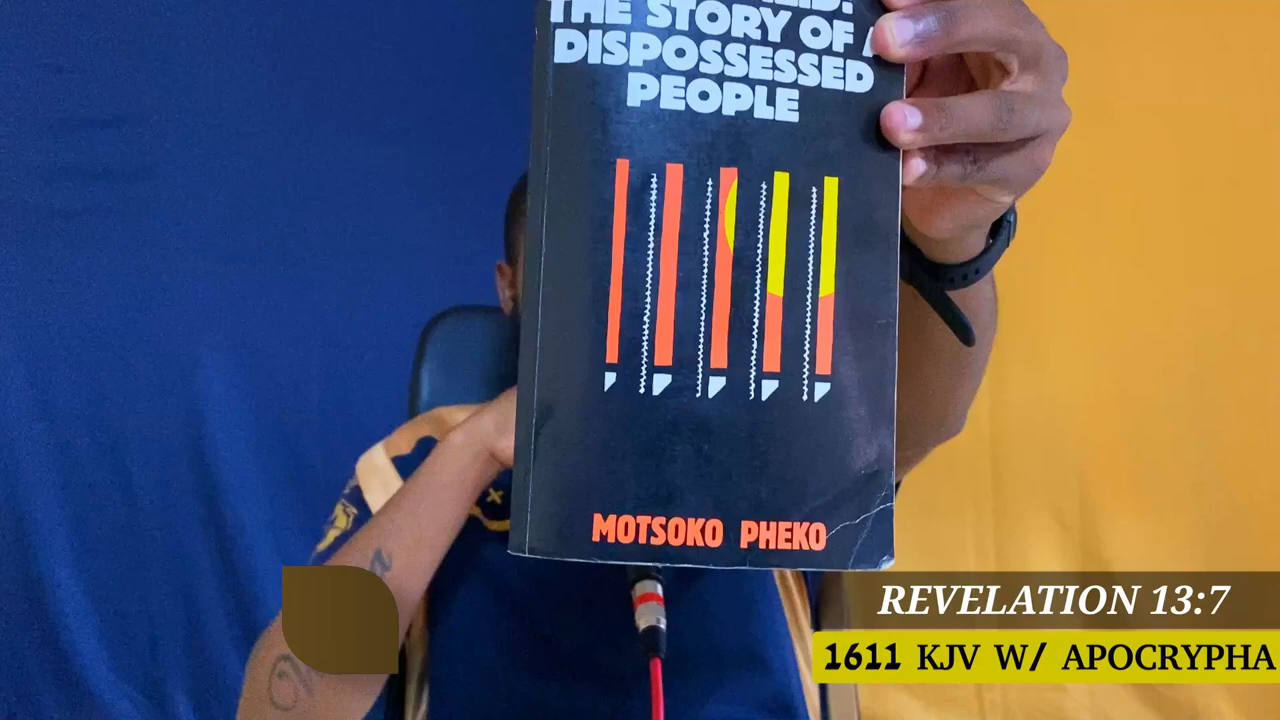 THE STORY OF A
DISPOSSESSED
PEOPLE
MOTSOKO PHEKO
REVELATION 13:7
1611 KJV W/ APOCRYPHA